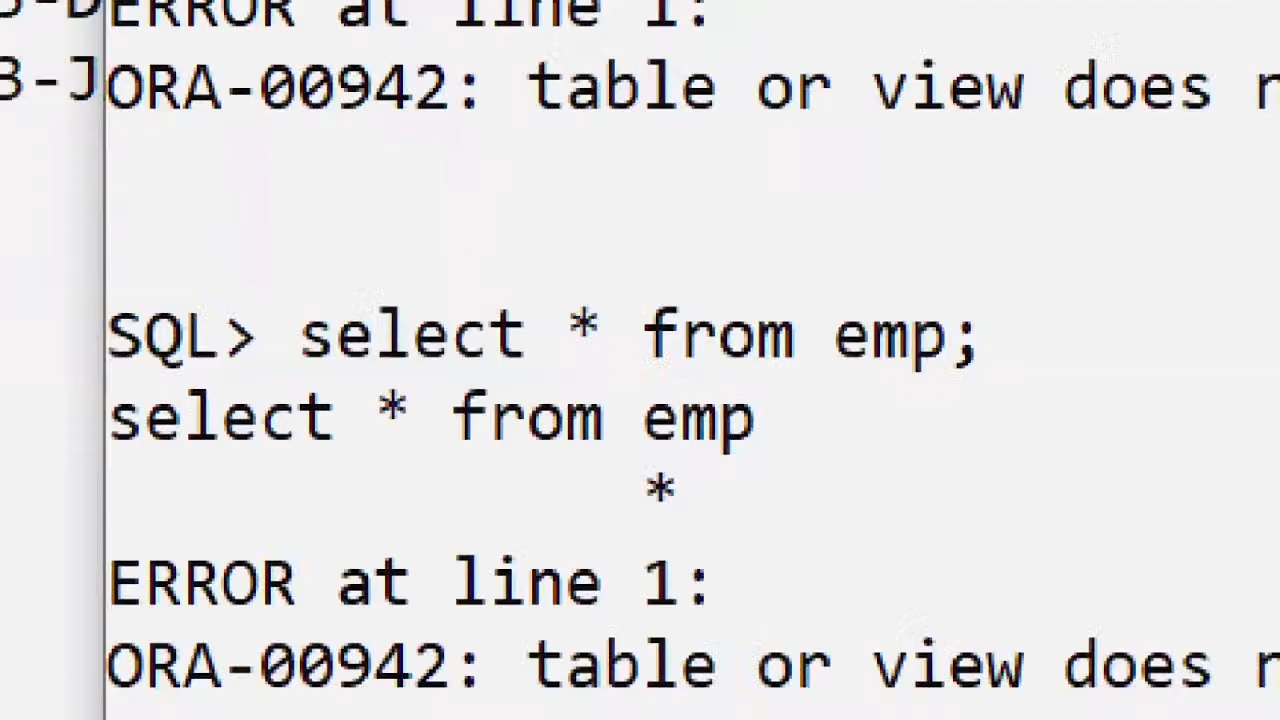 ERROR at line 1:
B-J
ORA-00942: table or view does
SQL> select * from emp;
select * from emp
*
ERROR at line 1:
ORA-00942: table or view does